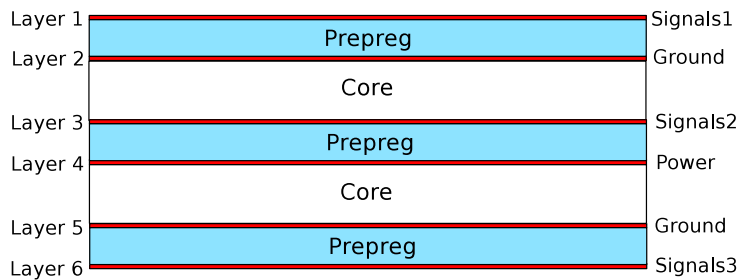 Layer 1
Signals1
Prepreg
Layer 2
Ground
Core
Layer 3
Signals2
Prepreg
Layer 4
Power
Core
Layer 5
Ground
Prepreg
Layer 6
Signals3